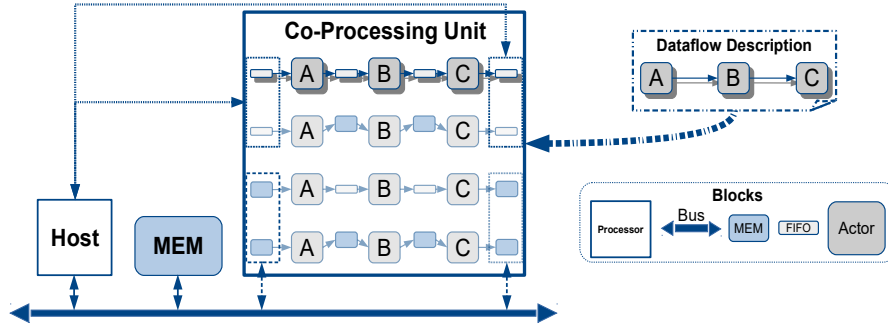 Co-Processing Unit
A B C
A B C
A B C
A B C
Dataflow Description
A B C
Host
MEM
Blocks
Processor
Bus
MEM
FIFO
Actor